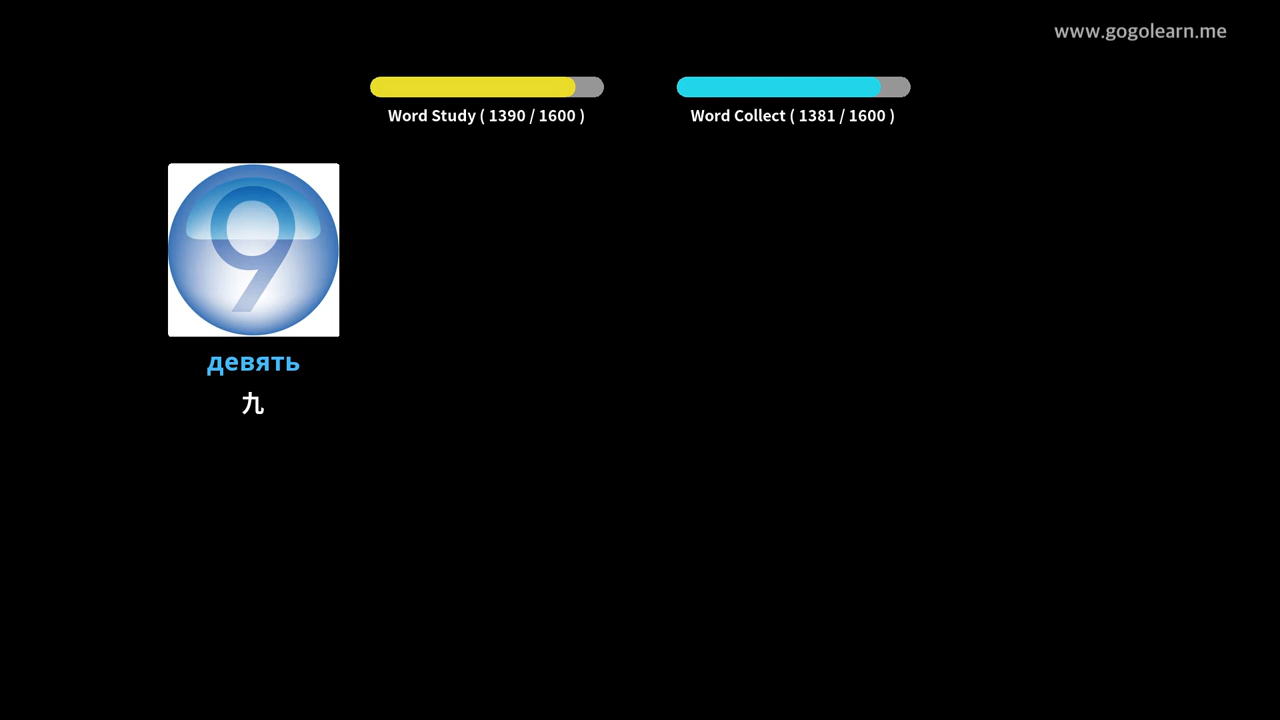 www.gogolearn.me
Word Study ( 1390 / 1600 )
Word Collect ( 1381 / 1600 )
9
девять
九